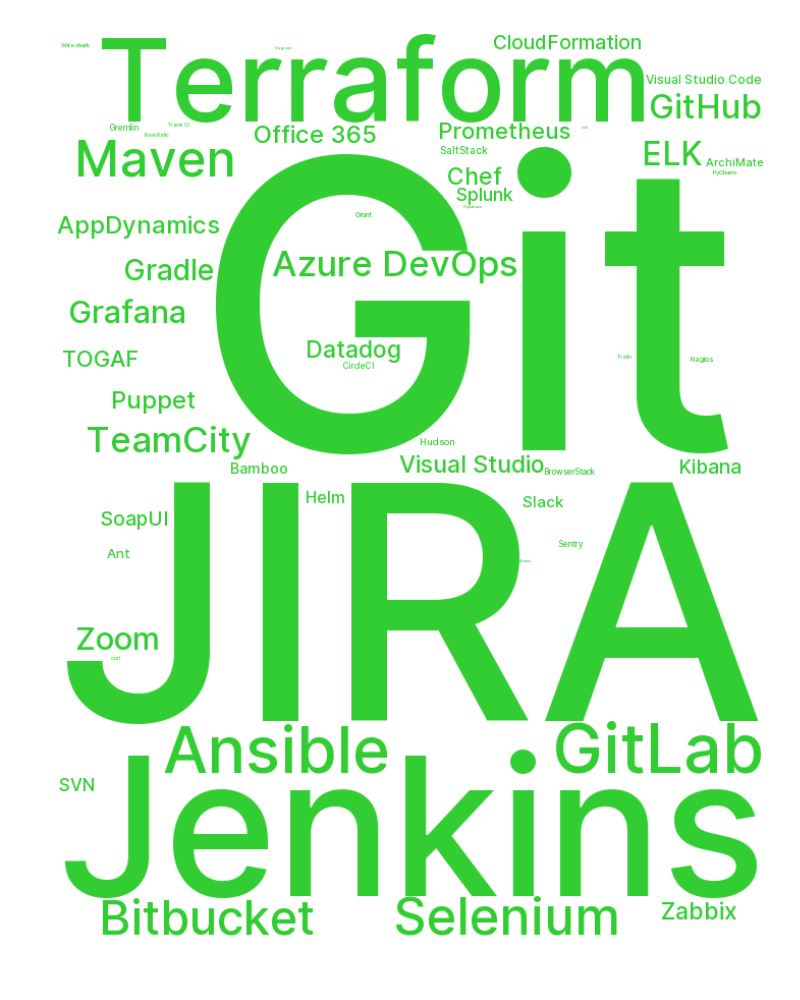 Terraform
CloudFormation
Wireshark
Vagrant
Visual Studio Code
GitHub
Gremlin
Travis CI
New Relic
Office 365
Prometheus
Maven
SaltStack
ELK
ArchiMate
PyCharm
Chef
Splunk
Git
Grunt
AppDynamics
Azure DevOps
Gradle
Grafana
Datadog
CircleCI
TOGAF
Trello
Nagios
Puppet
TeamCity
Hudson
Visual Studio
BrowserStack
Kibana
Bamboo
JIRA
Helm
Slack
SoapUI
Sentry
Ant
Zoom
curl
Ansible
GitLab
Jenkins
SVN
Bitbucket
Selenium
Zabbix